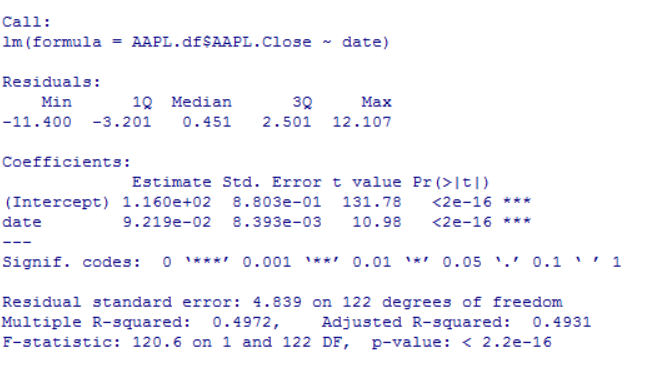 Call:
lm(formula = AAPL.df$AAPL.Close ~ date)
Residuals:
Min 1Q Median 3Q Max
-11.400 -3.201 0.451 2.501 12.107
Coefficients:
Estimate Std. Error t value Pr(>|t|)
(Intercept) 1.160e+02 8.803e-01 131.78 <2e-16 ***
date 9.219e-02 8.393e-03 10.98 <2e-16 ***
---
Signif. codes: 0 ‘***’ 0.001 ‘**’ 0.01 ‘*’ 0.05 ‘.’ 0.1 ‘ ’ 1
Residual standard error: 4.839 on 122 degrees of freedom
Multiple R-squared: 0.4972, Adjusted R-squared: 0.4931
F-statistic: 120.6 on 1 and 122 DF, p-value: < 2.2e-16